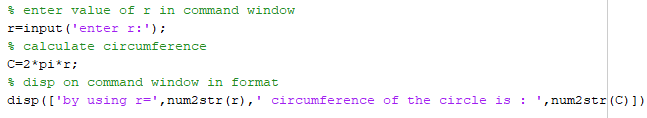 % enter value of r in command window
r=input('enter r:');
% calculate circumference
C=2*pi*r;
% disp on command window in format
disp(['by using r=',num2str(r),' circumference of the circle is : ',num2str(C)])